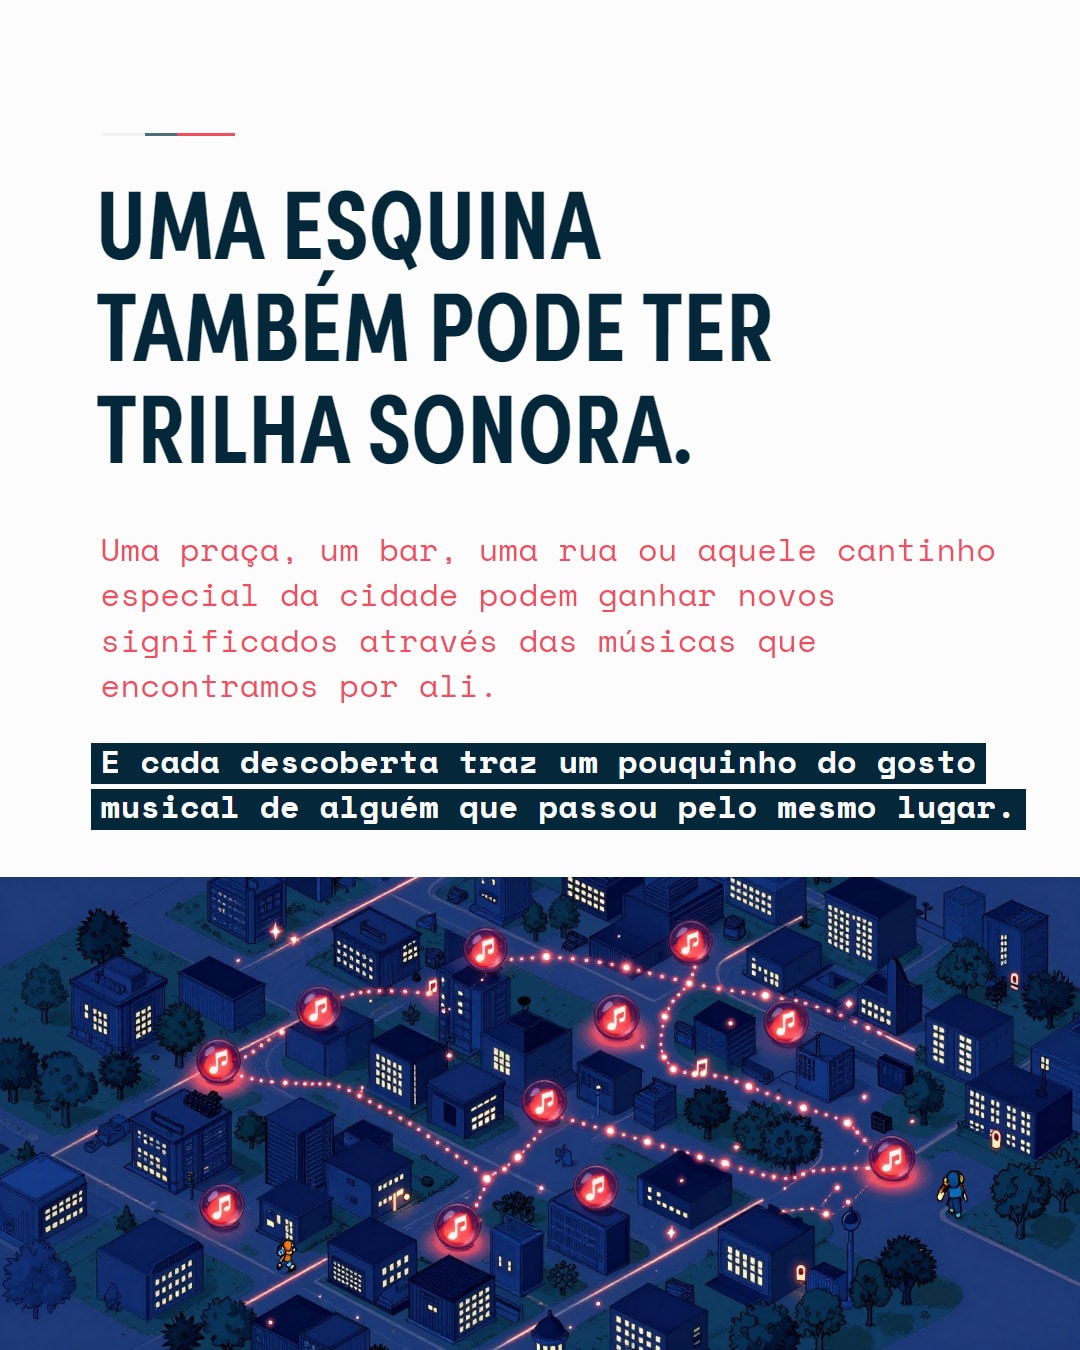 UMA ESQUINA
TAMBÉM PODE TER
TRILHA SONORA.
Uma praça, um bar, uma rua ou aquele cantinho
especial da cidade podem ganhar novos
significados através das músicas que
encontramos por ali.
E cada descoberta traz um pouquinho do gosto
musical de alguém que passou pelo mesmo lugar.